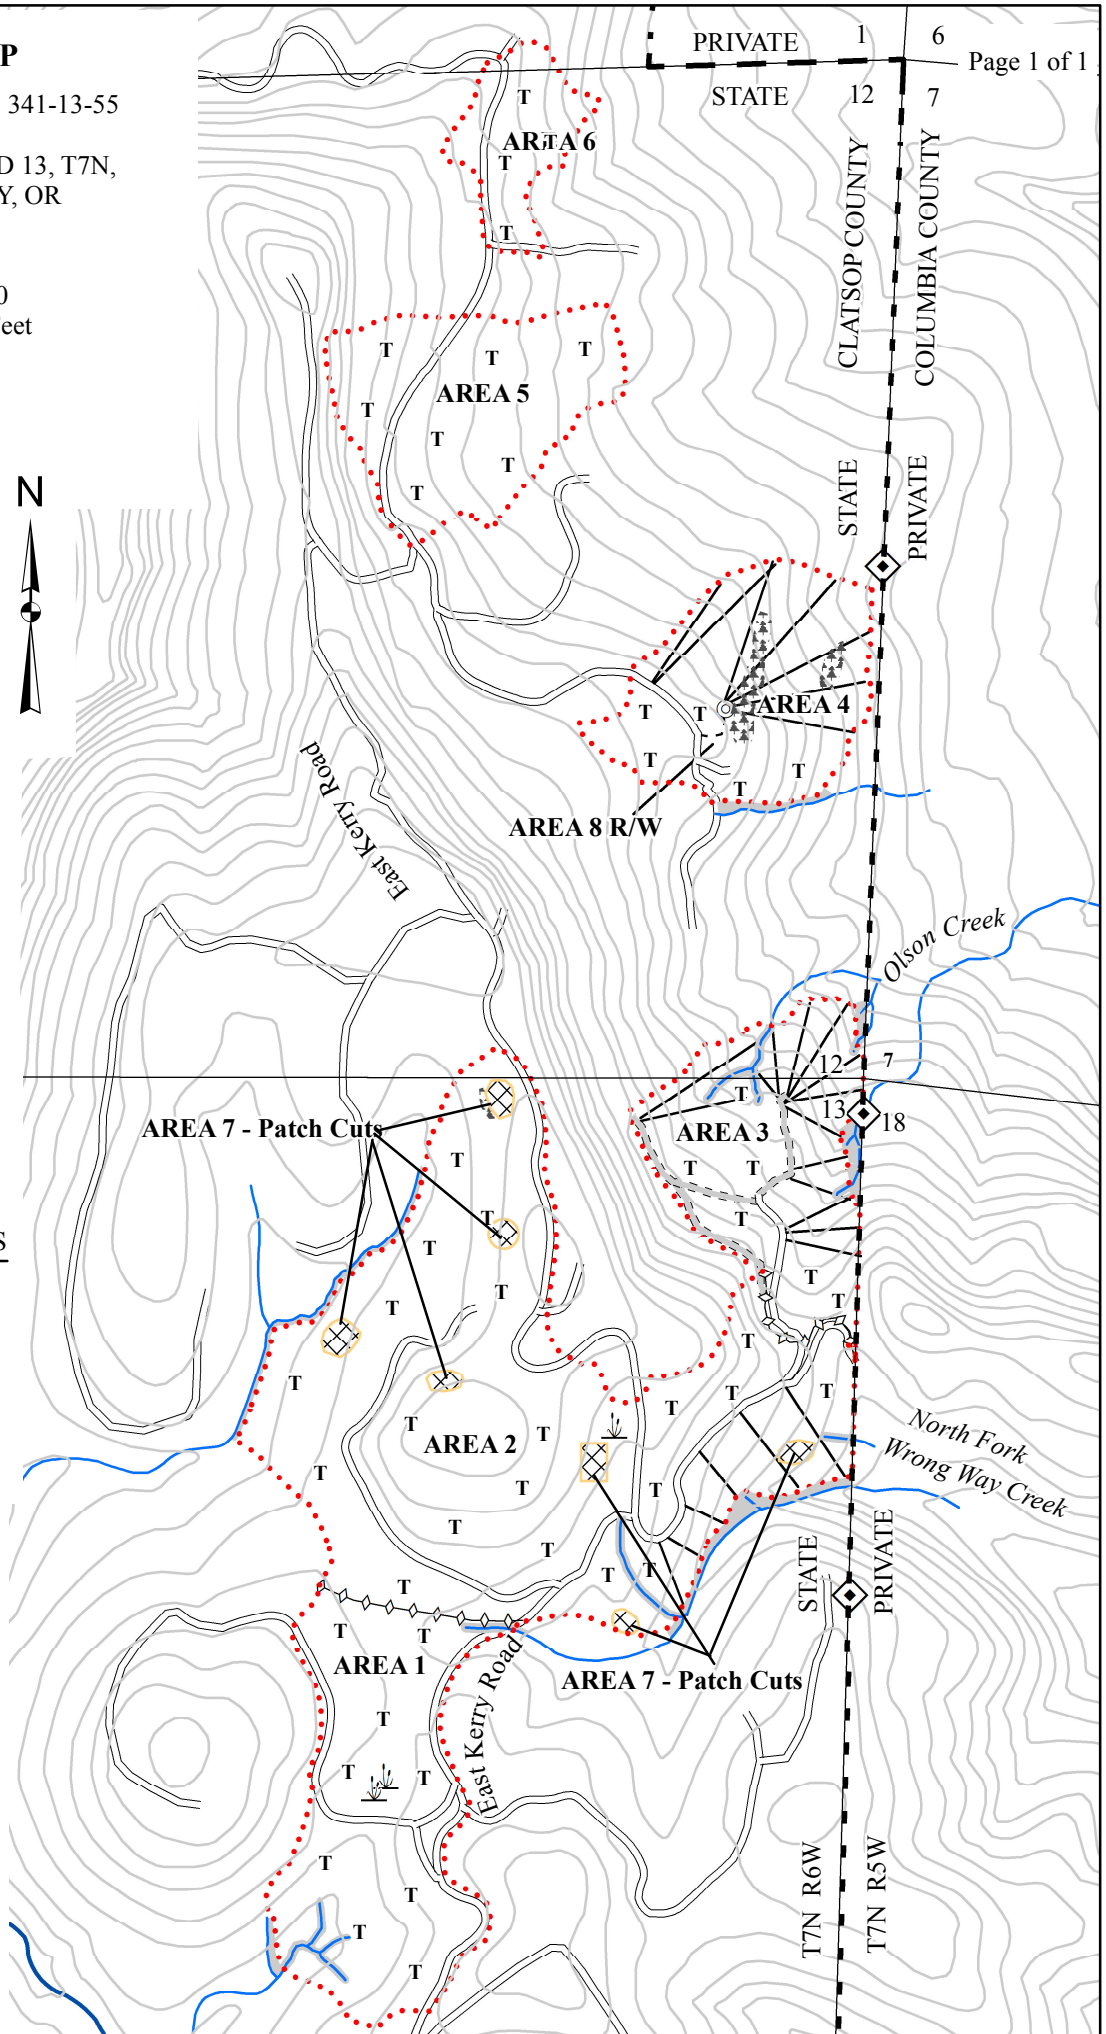 P
341-13-55
D 13, T7N,
Y, OR
0
eet
N
S
PRIVATE
1
6
Page 1 of 1
STATE
12
7
CLATSOP COUNTY
COLUMBIA COUNTY
T
AREA 6
T
T
T
T
T
T
AREA 5
T
T
T
T
STATE
PRIVATE
T
T
AREA 4
T
T
T
AREA 8 R/W
East Kerry Road
Olson Creek
12
7
13
18
T
AREA 3
T
T
T
T
T
T
AREA 7 - Patch Cuts
T
T
T
T
T
T
T
T
T
T
AREA 2
T
T
T
T
T
T
T
T
T
North Fork
Wrong Way Creek
STATE
PRIVATE
T
T
T
AREA 1
East Kerry Road
AREA 7 - Patch Cuts
T
T
T
T
T
T
T
T7N R6W
T7N R5W